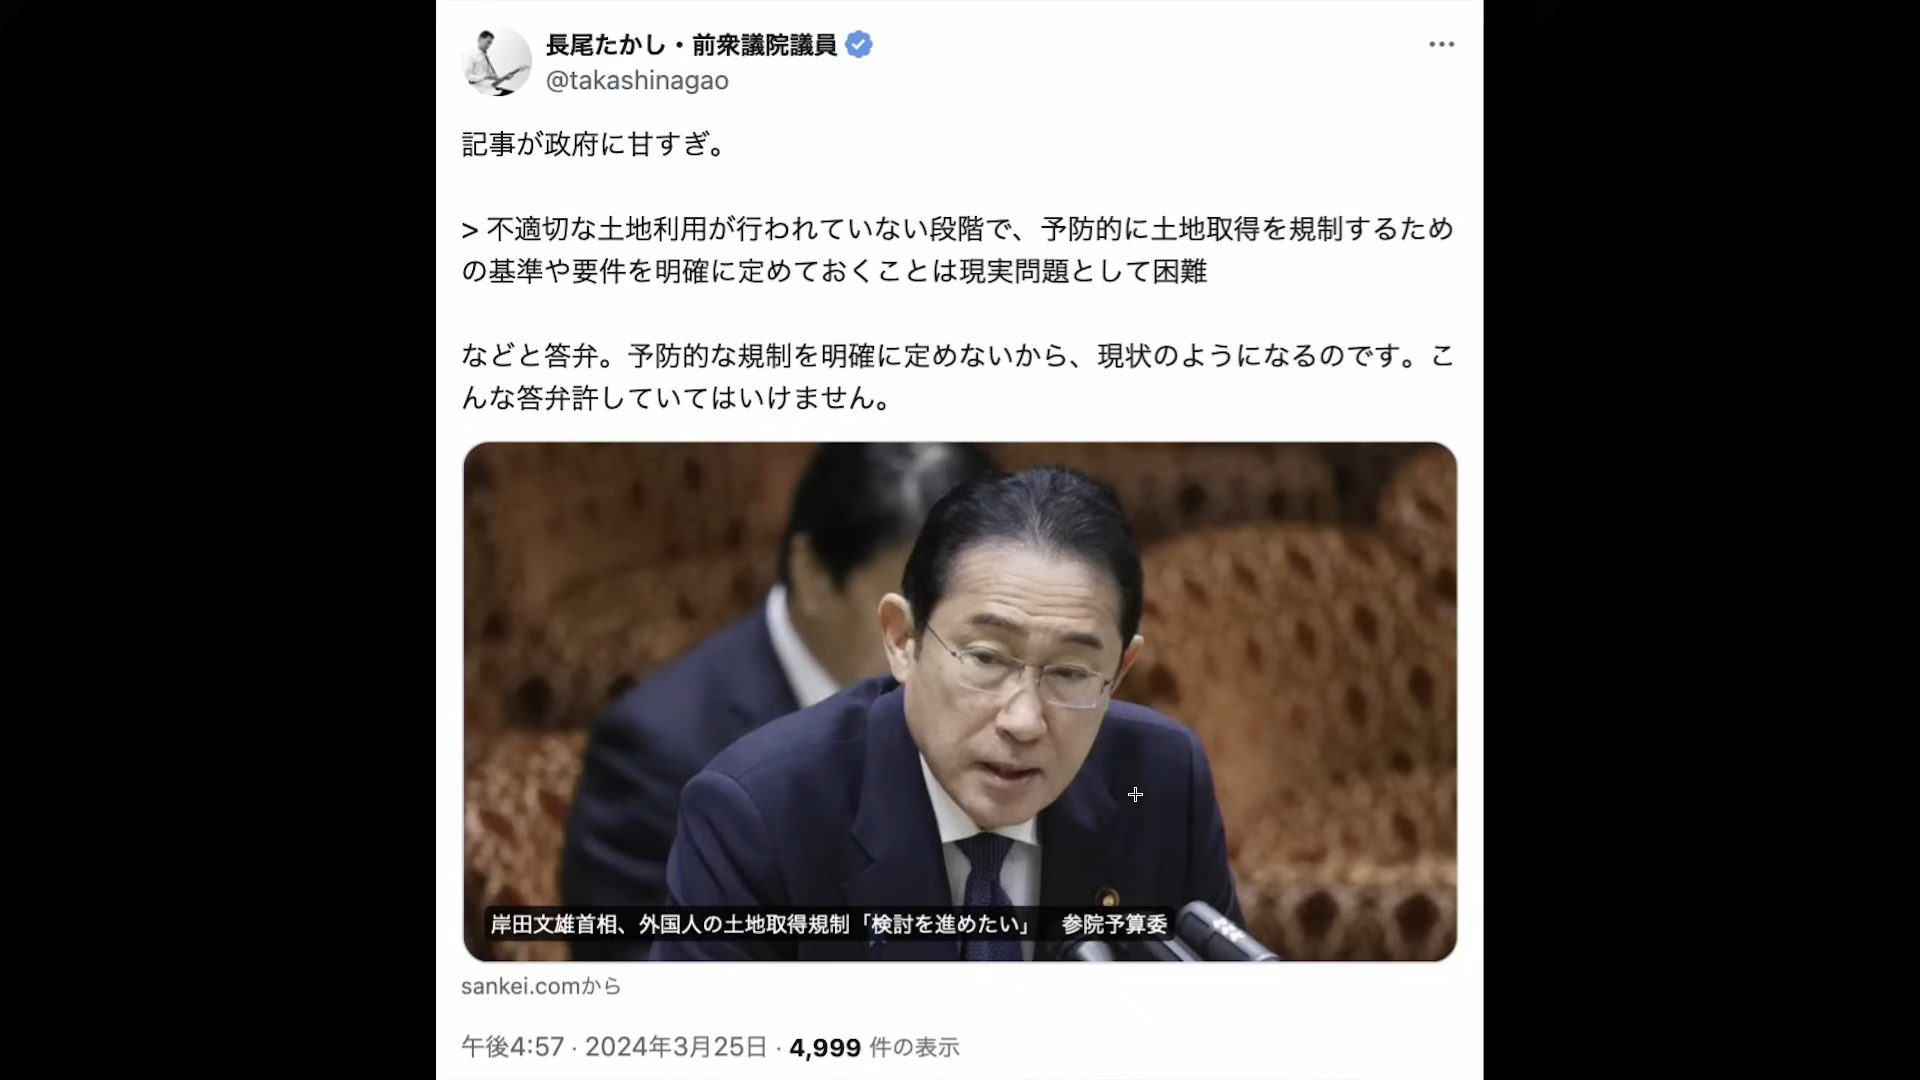 長尾たかし・前衆議院議員
@takashinagao
記事が政府に甘すぎ。
> 不適切な土地利用が行われていない段階で、予防的に土地取得を規制するため
の基準や要件を明確に定めておくことは現実問題として困難
などと答弁。予防的な規制を明確に定めないから、現状のようになるのです。こ
んな答弁許していてはいけません。
岸田文雄首相、外国人の土地取得規制「検討を進めたい」　参院予算委
sankei.comから
午後4:57 · 2024年3月25日 · 4,999 件の表示